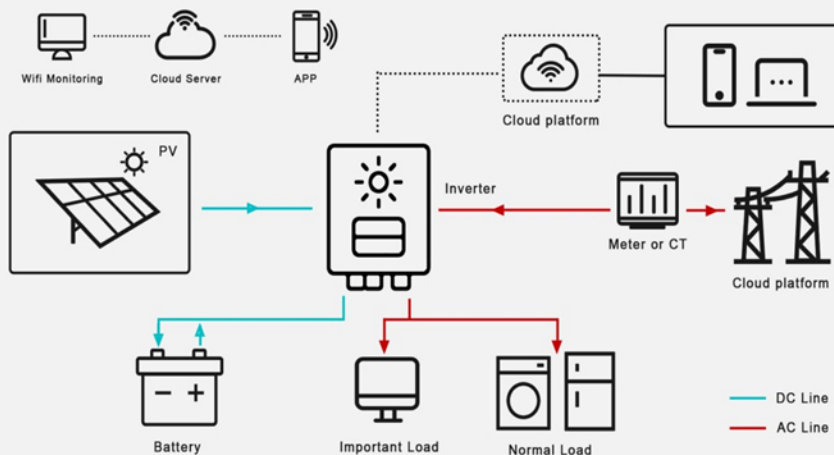 Wifi Monitoring
Cloud Server
APP
Cloud platform
PV
Inverter
Meter or CT
Cloud platform
Battery
Important Load
Normal Load
DC Line
AC Line